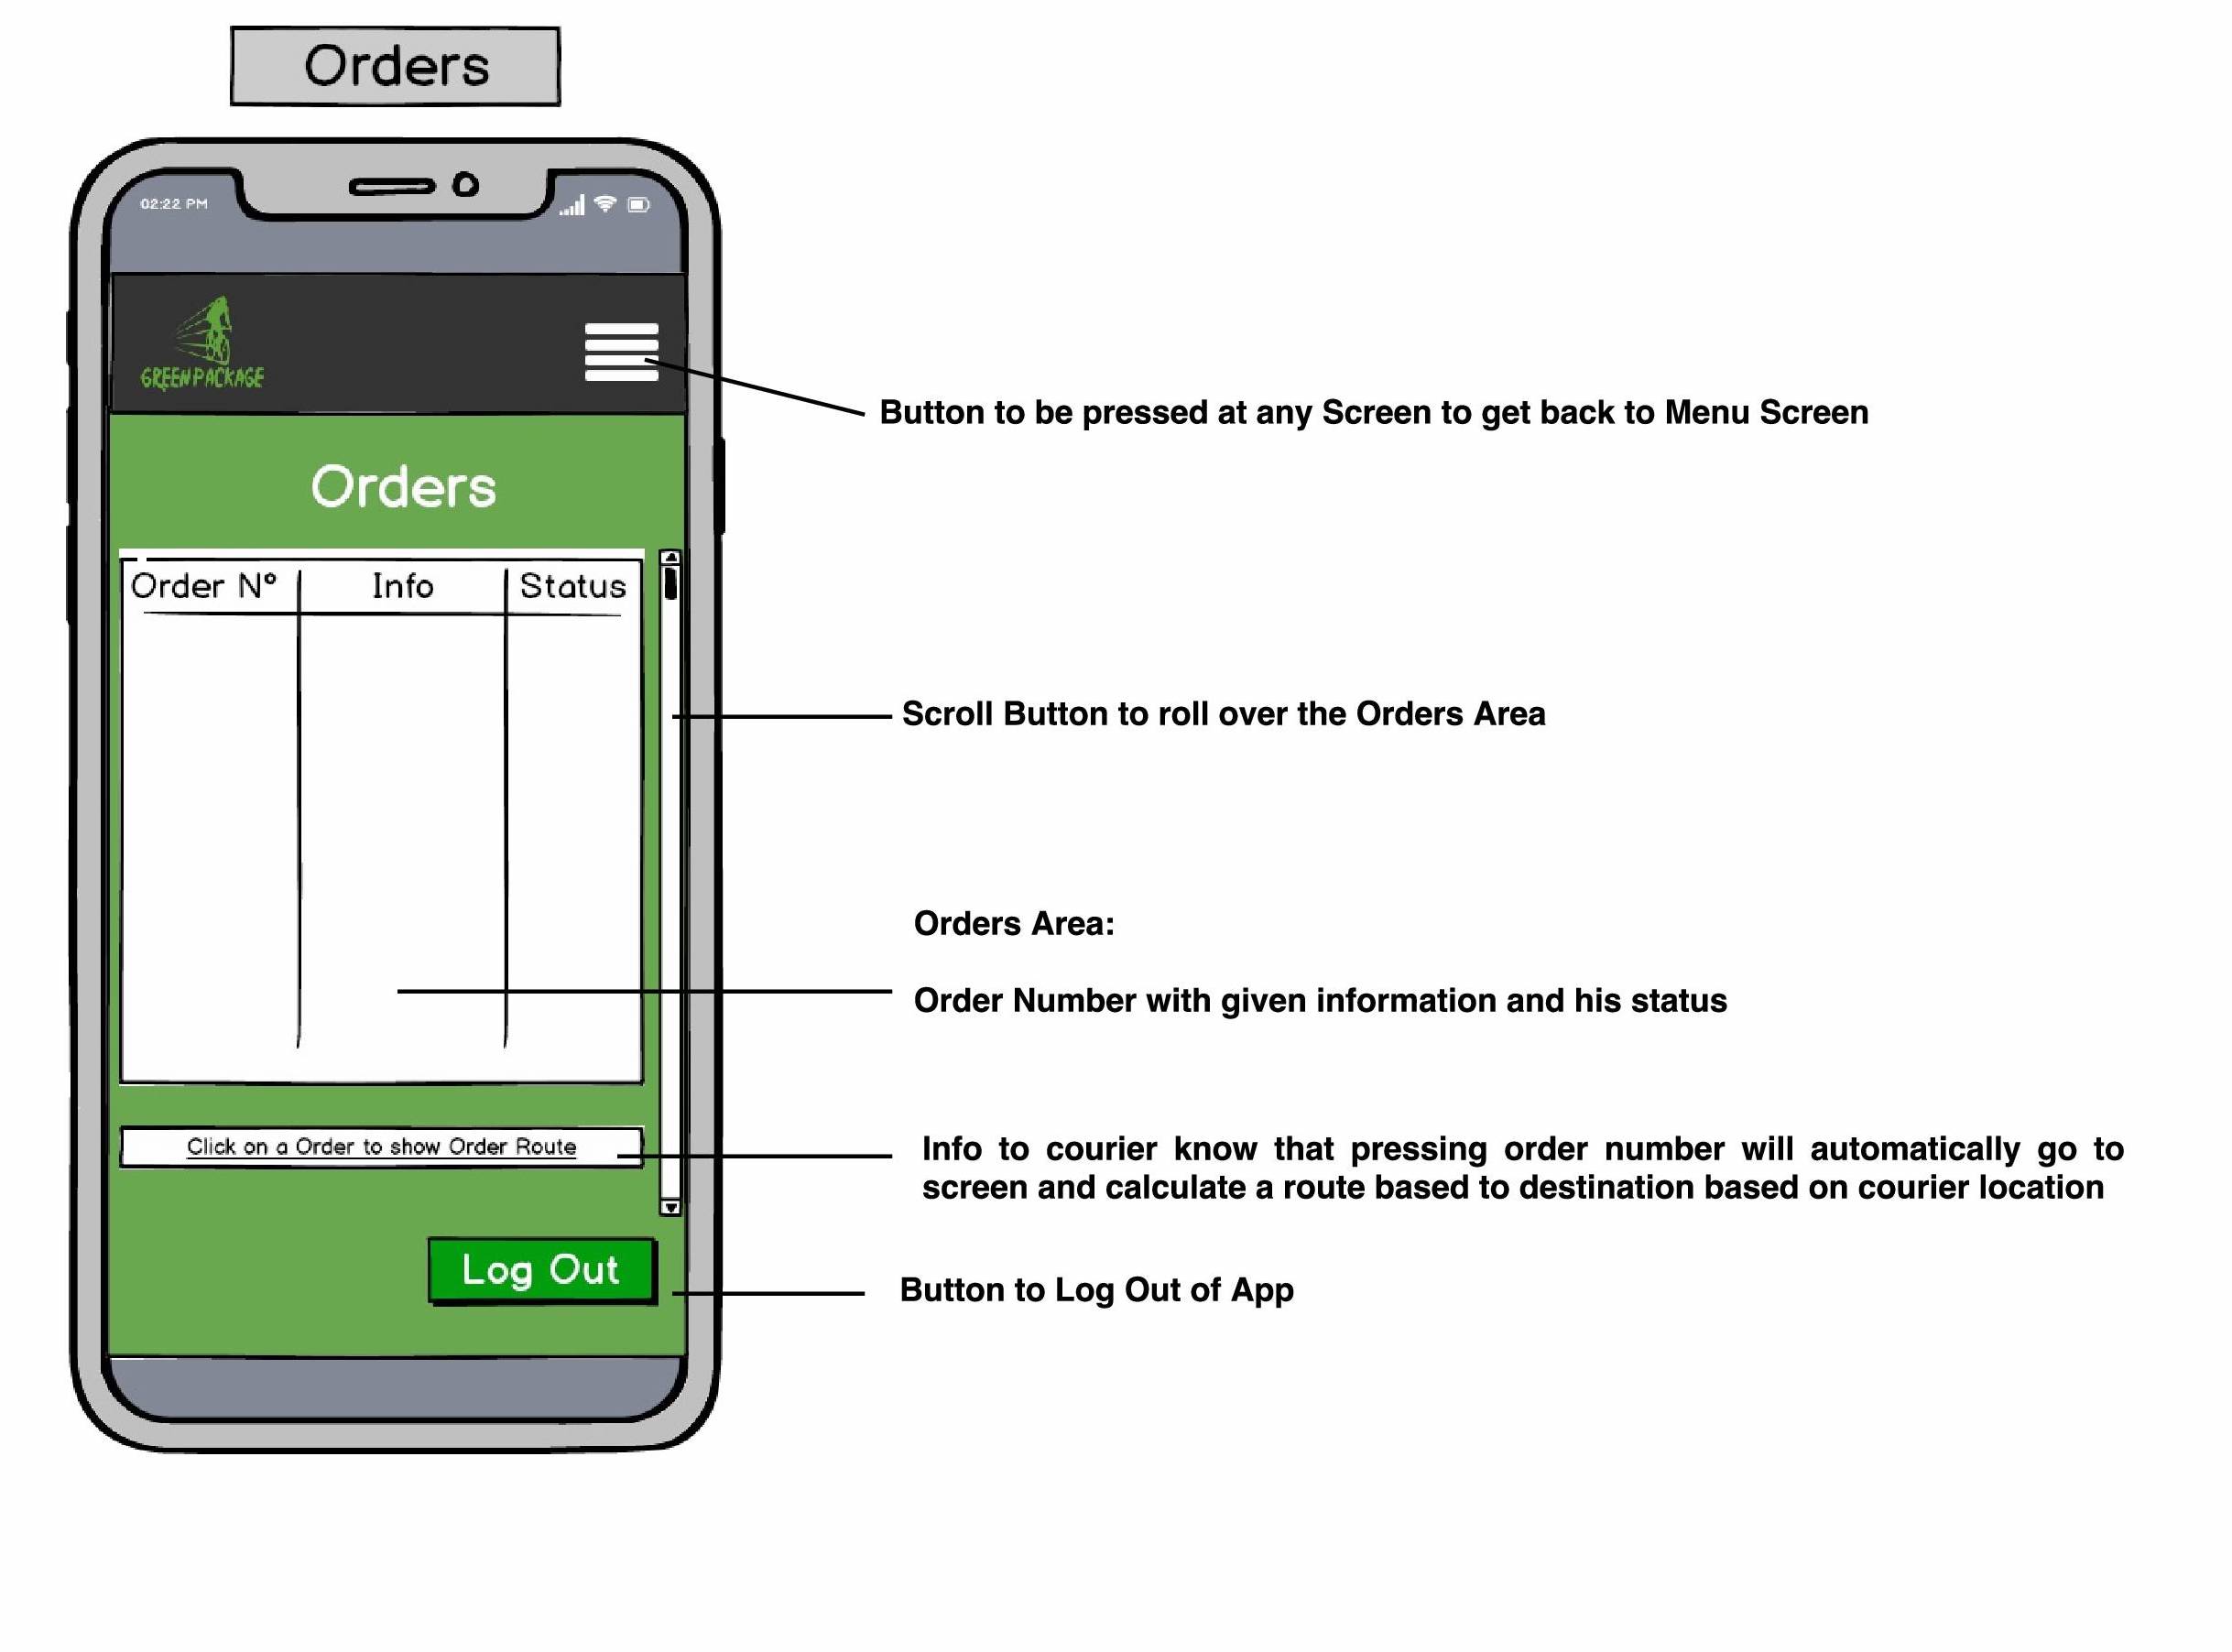 Orders
02:22 PM
GREENPACKAGE
Button to be pressed at any Screen to get back to Menu Screen
Orders
Order Nº Info Status
Scroll Button to roll over the Orders Area
Orders Area:
Order Number with given information and his status
Click on a Order to show Order Route
Info to courier know that pressing order number will automatically go to
screen and calculate a route based to destination based on courier location
Log Out
Button to Log Out of App